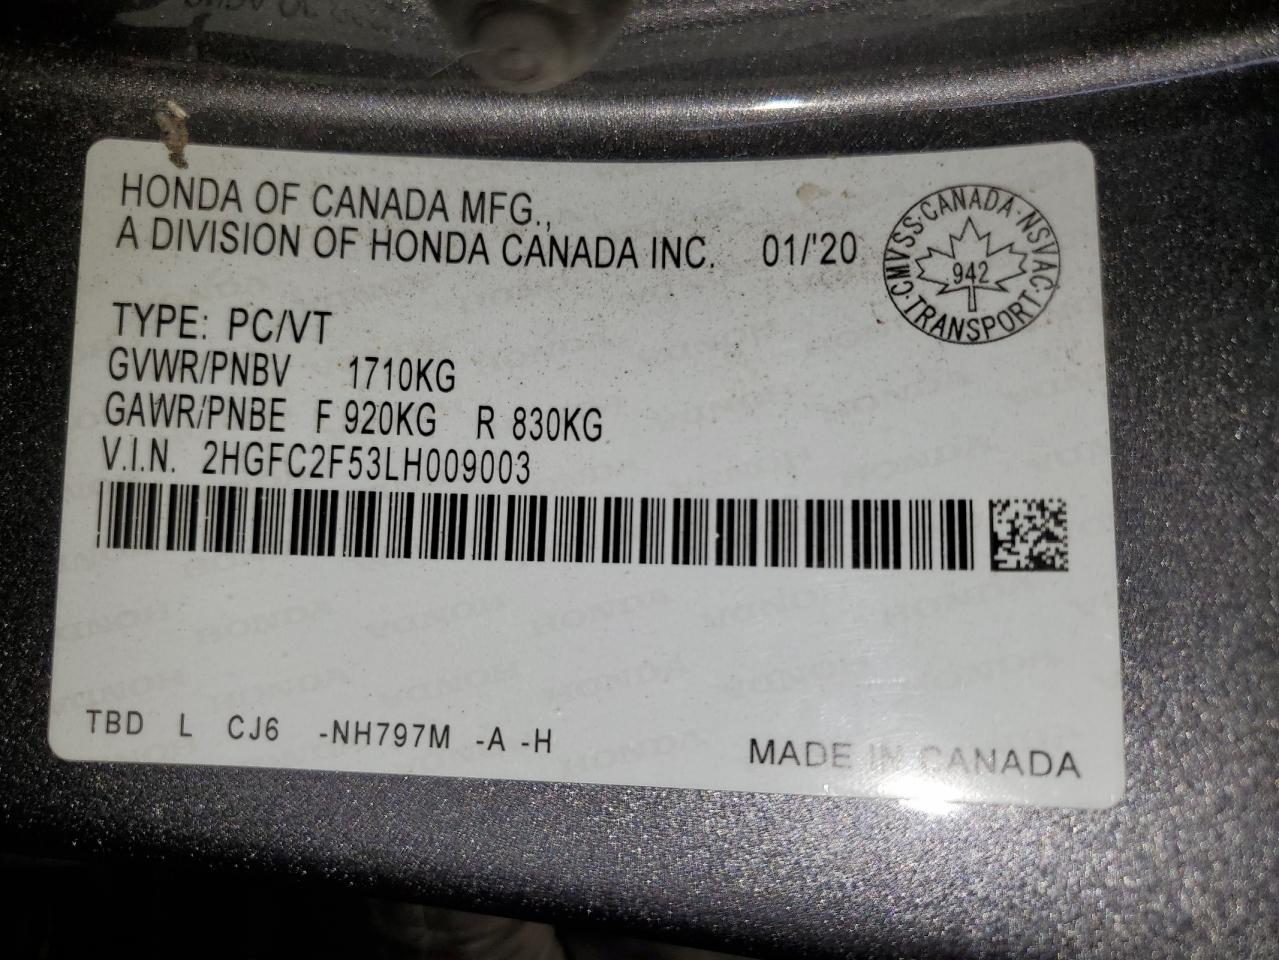 HONDA OF CANADA MFG.,
A DIVISION OF HONDA CANADA INC. 01/'20
CMVSS·CANADA·NSVAC·TRANSPORT·
942
TYPE: PC/VT
GVWR/PNBV 1710KG
GAWR/PNBE F 920KG R 830KG
V.I.N. 2HGFC2F53LH009003
TBD L CJ6 -NH797M -A -H
MADE IN CANADA